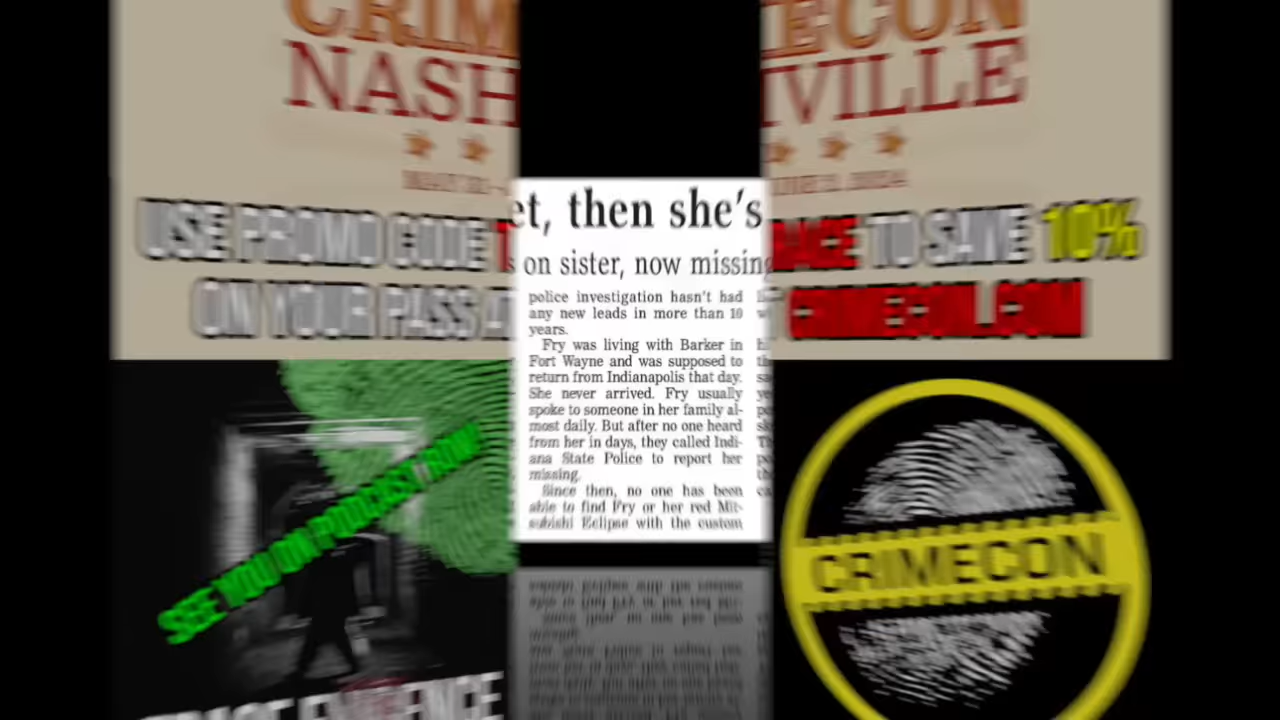 CRIM ECON
NASH VILLE
USE PROMO CODE T RACE TO SAVE 10%
ON YOUR PASS AT CRIMECON.COM
et, then she's
s on sister, now missing
police investigation hasn't had
any new leads in more than 10
years.
Fry was living with Barker in
Fort Wayne and was supposed to
return from Indianapolis that day.
She never arrived. Fry usually
spoke to someone in her family al-
most daily. But after no one heard
from her in days, they called Indi-
ana State Police to report her
missing.
Since then, no one has been
able to find Fry or her red Mit-
subishi Eclipse with the custom
SEE YOU ON PODCAST ROW
CRIMECON